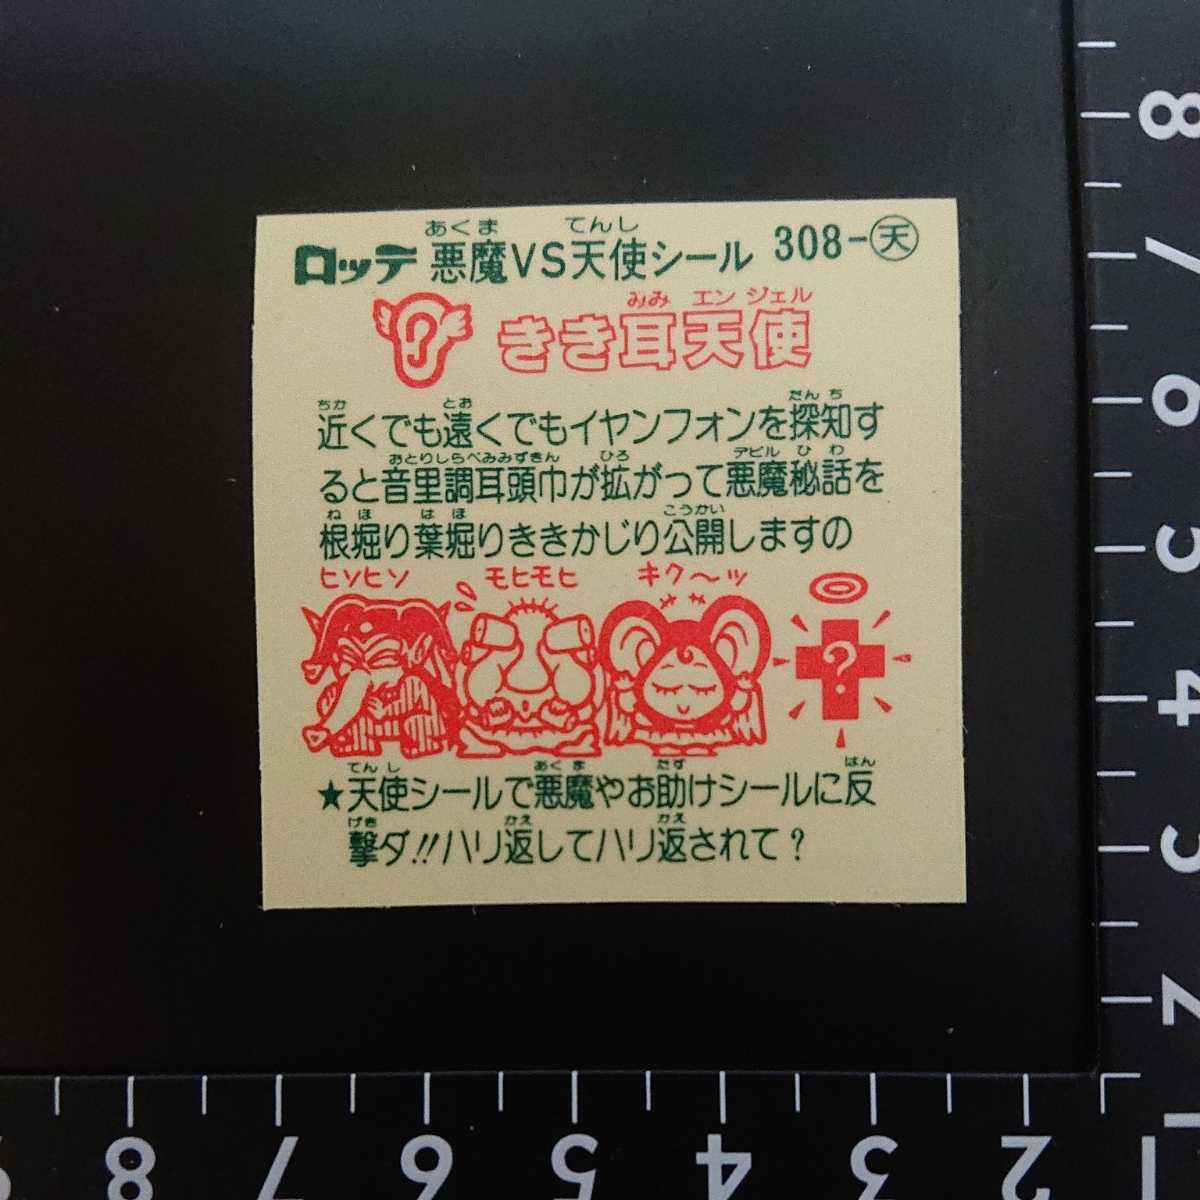 あくま てんし
ロッテ 悪魔VS天使シール 308-天
みみ エン ジェル
きき耳天使
ちか とお たんち
近くでも遠くでもイヤンフォンを探知す
おとりしらべみみずきん ひろ デビル ひ わ
ると音里調耳頭巾が拡がって悪魔秘話を
ねほ はほ こうかい
根堀り葉堀りききかじり公開しますの
ヒソヒソ モヒモヒ キク〜ッ
?
てんし あくま たす はん
★天使シールで悪魔やお助けシールに反
げき かえ かえ
撃ダ!!ハリ返してハリ返されて?
8
7
6
5
4
3
2
1
2
3
4
5
6
7
8
9